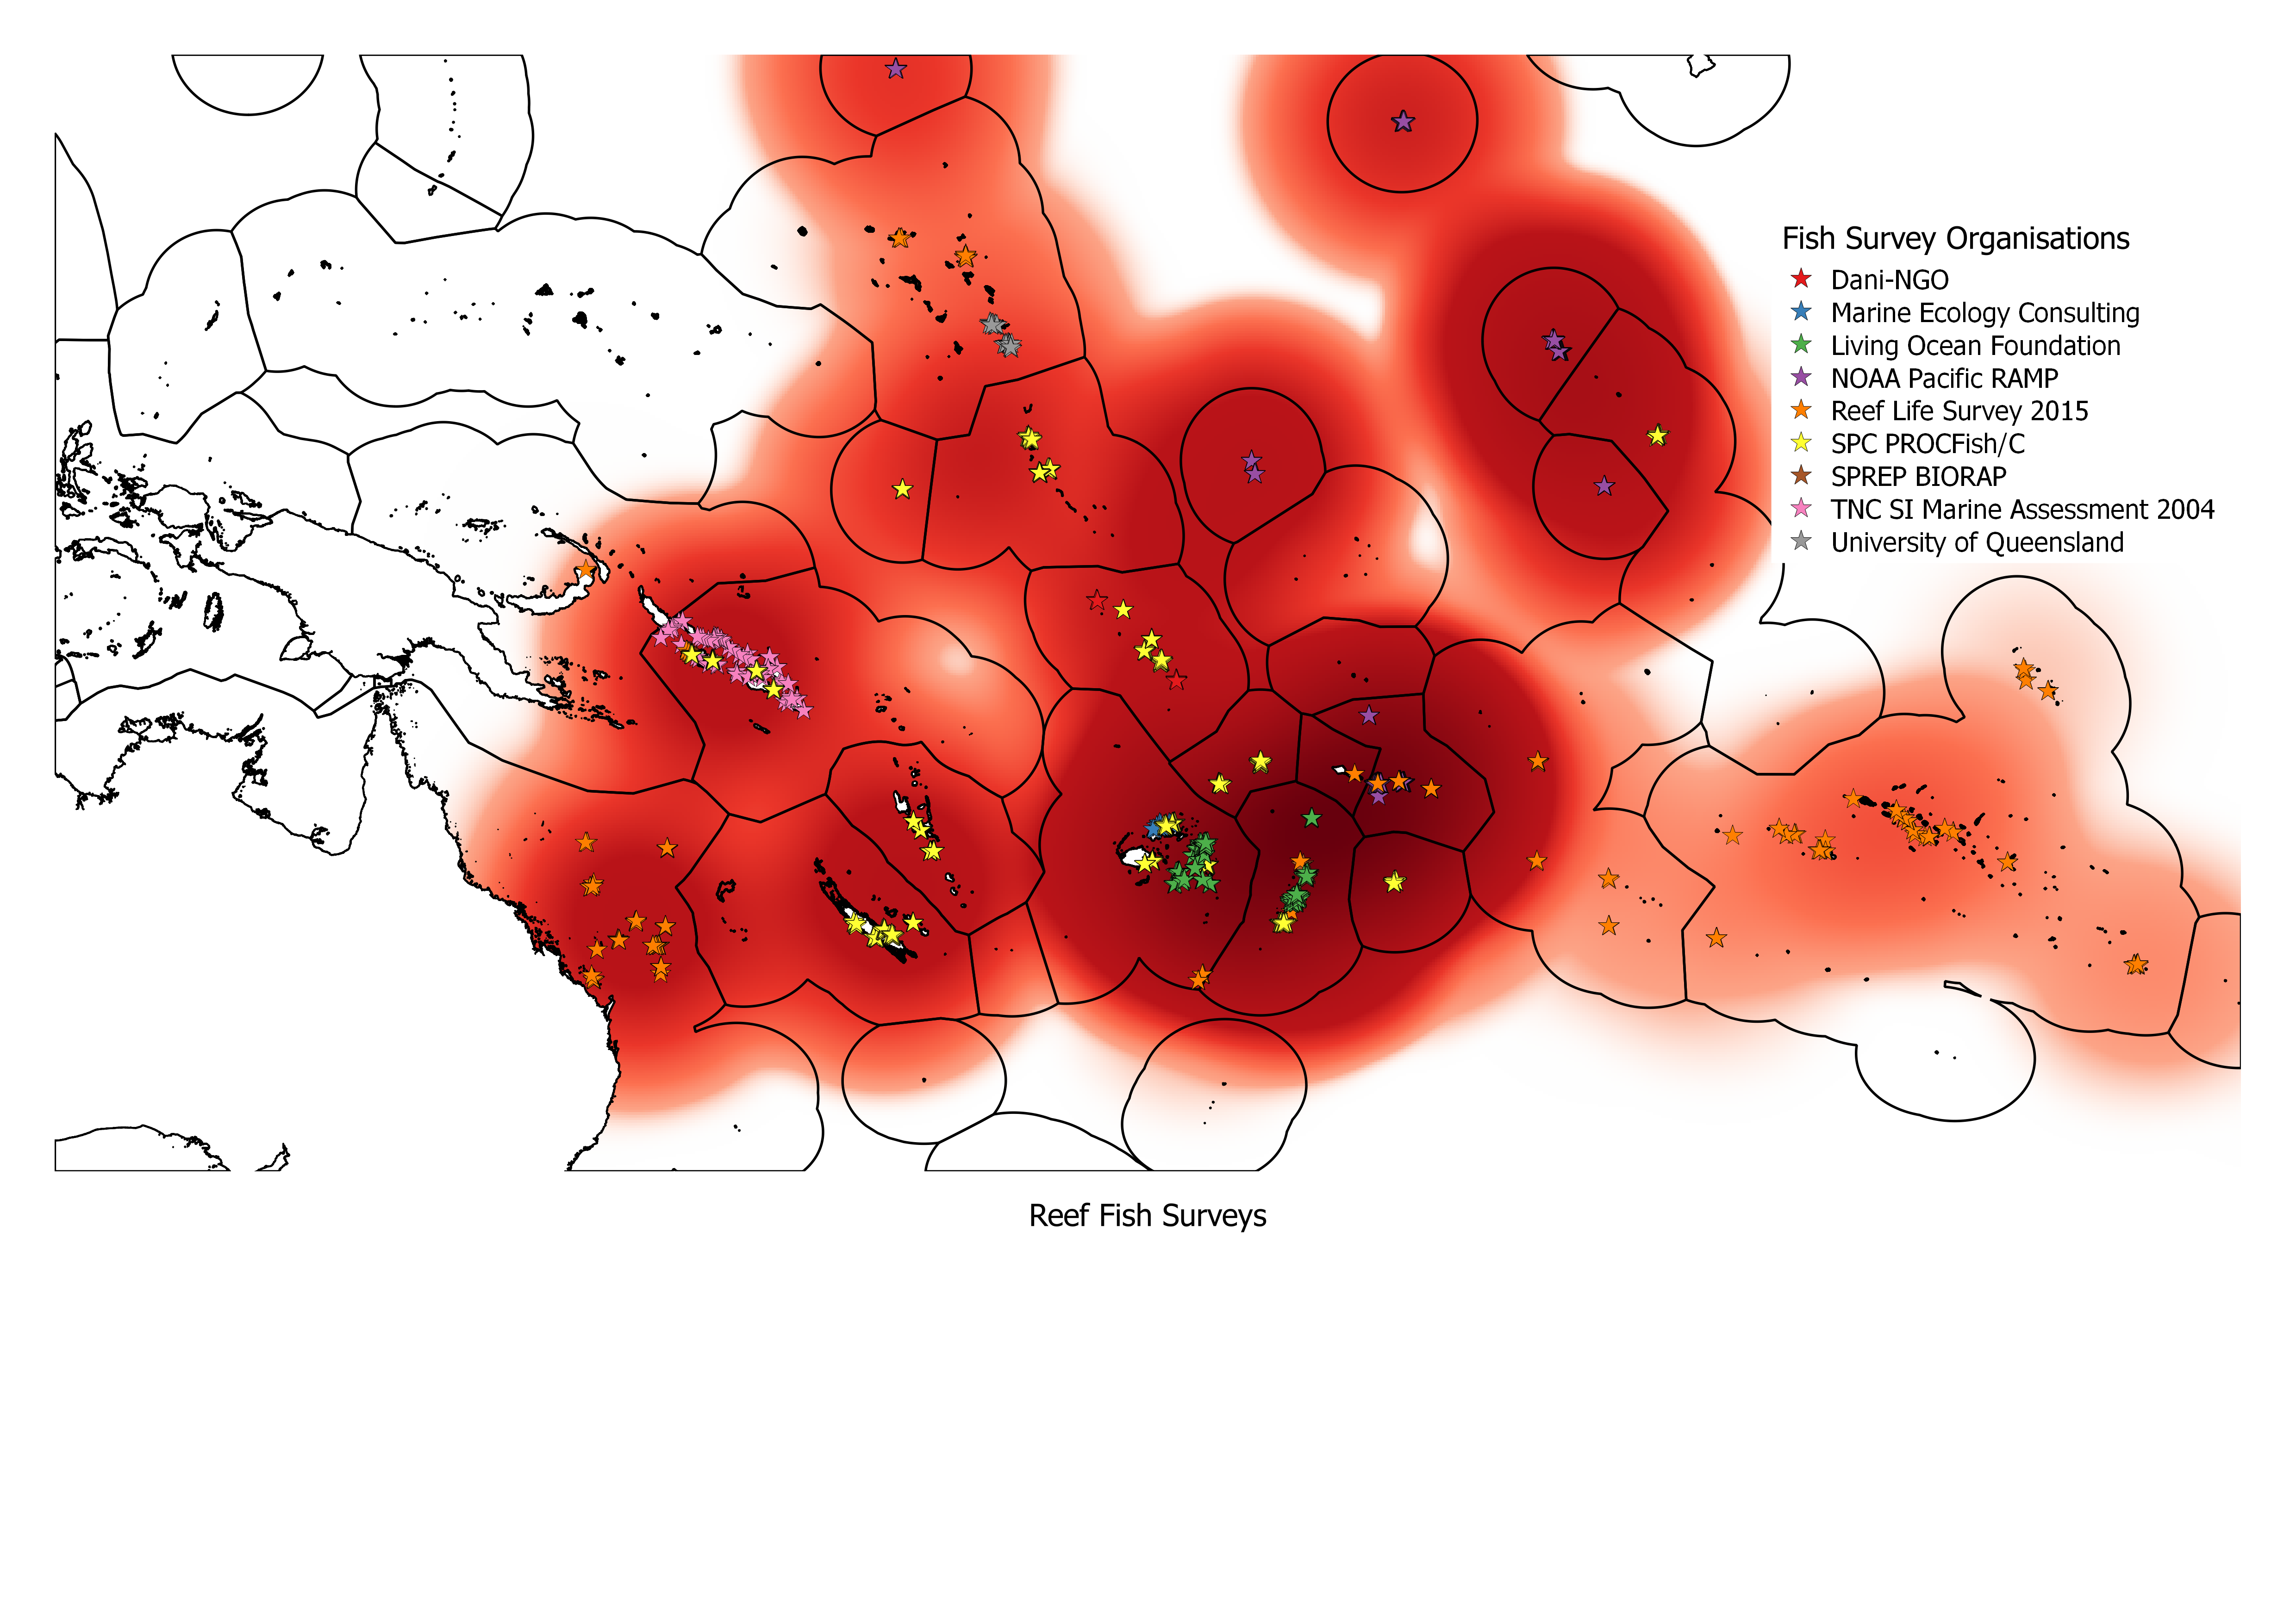 Fish Survey Organisations
Dani-NGO
Marine Ecology Consulting
Living Ocean Foundation
NOAA Pacific RAMP
Reef Life Survey 2015
SPC PROCFish/C
SPREP BIORAP
TNC SI Marine Assessment 2004
University of Queensland
Reef Fish Surveys